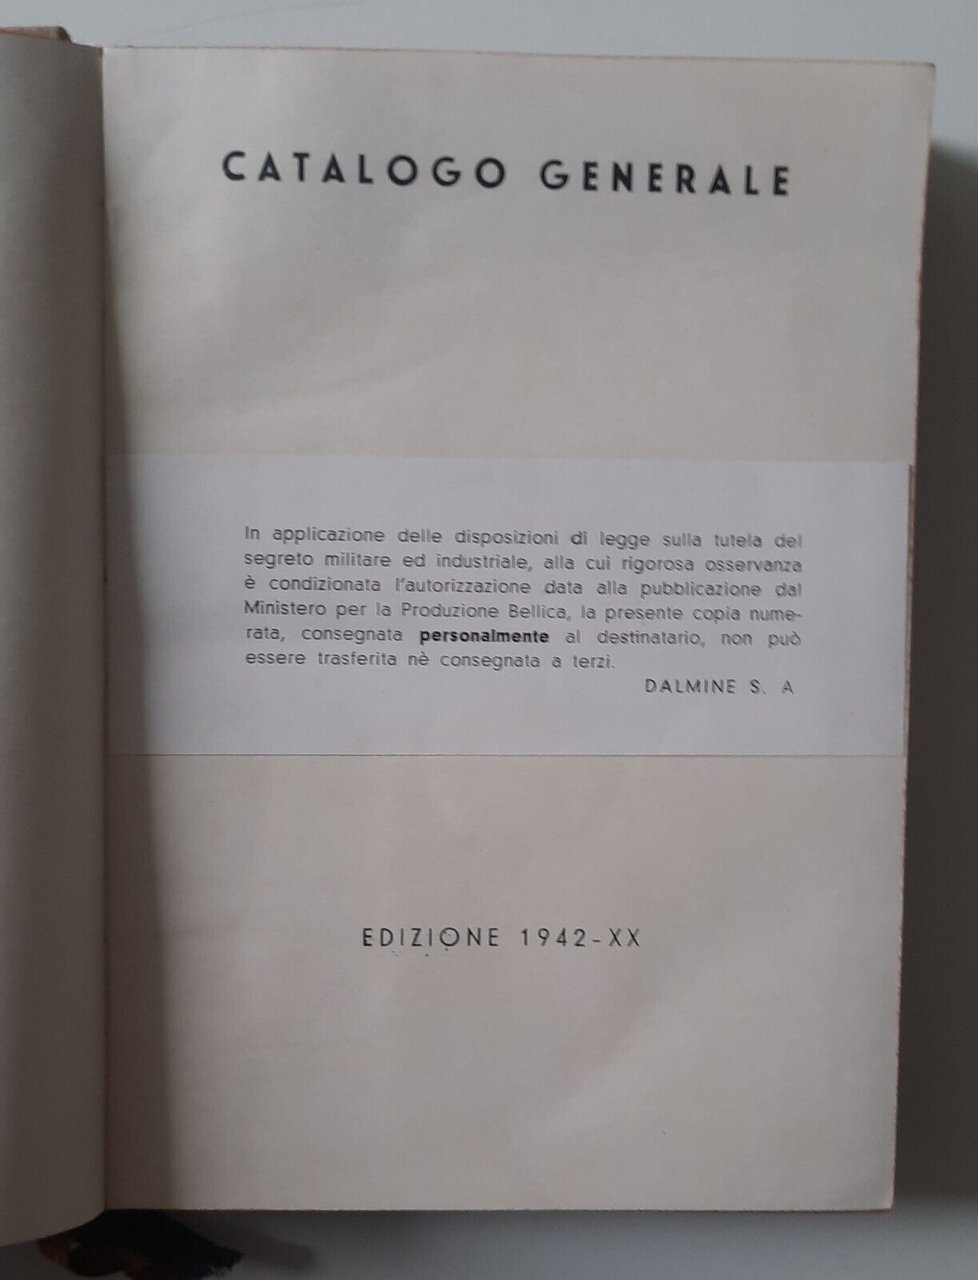 CATALOGO GENERALE
In applicazione delle disposizioni di legge sulla tutela del
segreto militare ed industriale, alla cui rigorosa osservanza
è condizionata l'autorizzazione data alla pubblicazione dal
Ministero per la Produzione Bellica, la presente copia nume-
rata, consegnata personalmente al destinatario, non può
essere trasferita nè consegnata a terzi.
DALMINE S. A
EDIZIONE 1942-XX